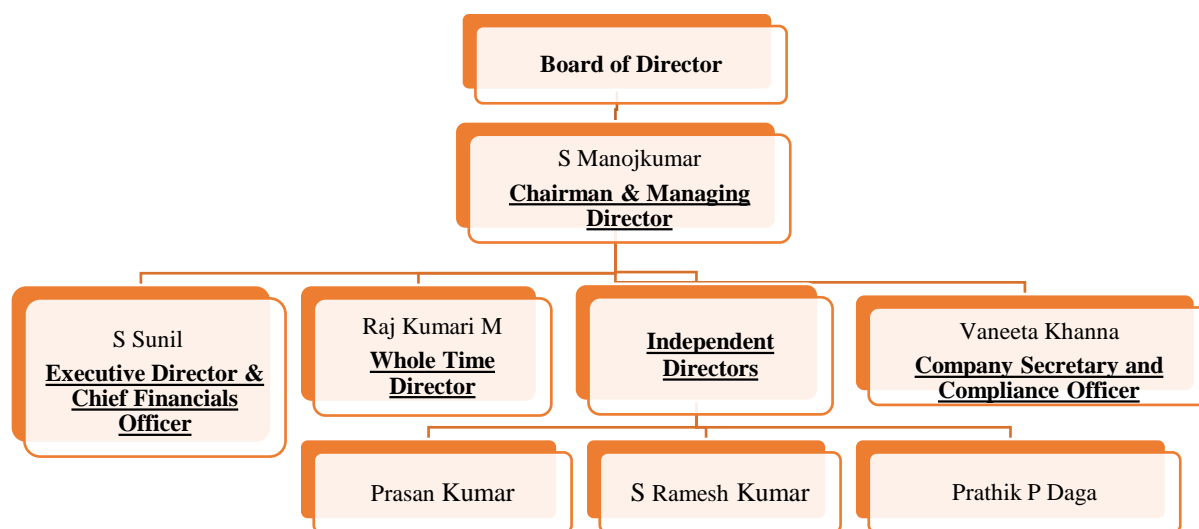 Board of Director
S Manojkumar
Chairman & Managing
Director
S Sunil
Executive Director &
Chief Financials
Officer
Raj Kumari M
Whole Time
Director
Independent
Directors
Vaneeta Khanna
Company Secretary and
Compliance Officer
Prasan Kumar
S Ramesh Kumar
Prathik P Daga